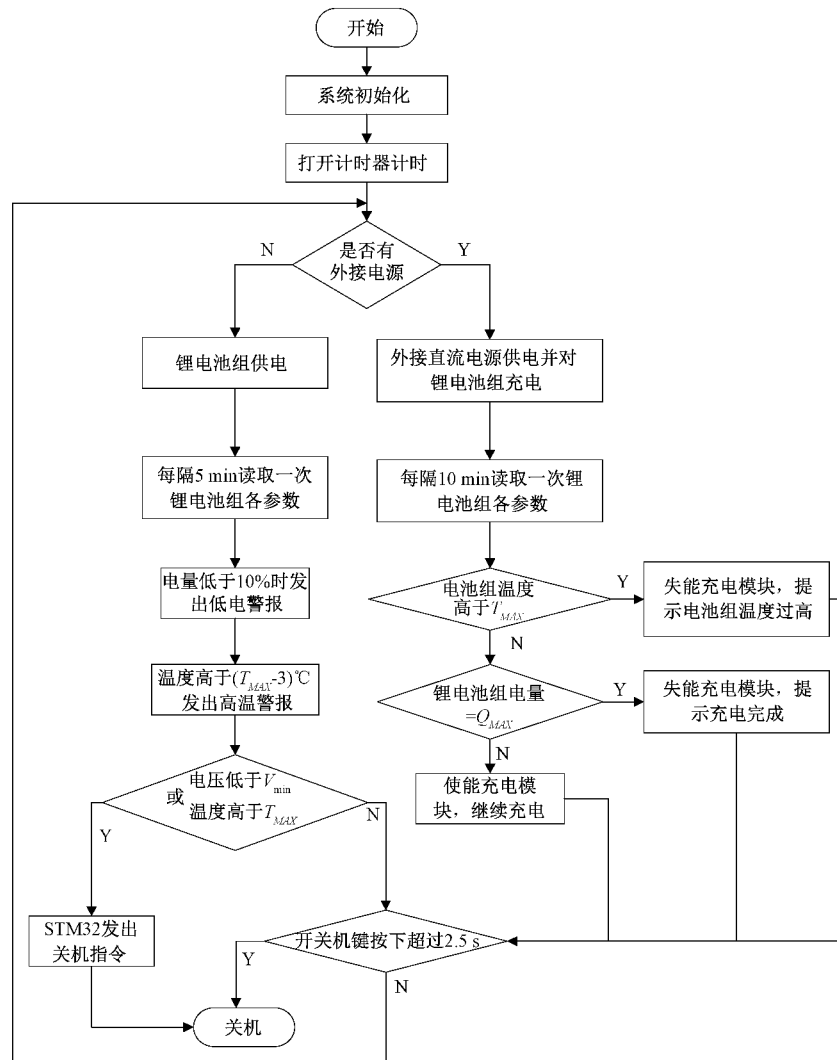 开始
系统初始化
打开计时器计时
是否有
外接电源
N
Y
锂电池组供电
外接直流电源供电并对
锂电池组充电
每隔5 min读取一次
锂电池组各参数
每隔10 min读取一次锂
电池组各参数
电量低于10%时发
出低电警报
电池组温度
高于T_MAX
Y
N
失能充电模块，提
示电池组温度过高
温度高于(T_MAX-3)℃
发出高温警报
锂电池组电量
=Q_MAX
Y
N
失能充电模块，提
示充电完成
电压低于V_min
或
温度高于T_MAX
Y
N
使能充电模
块，继续充电
STM32发出
关机指令
开关机键按下超过2.5 s
Y
N
关机